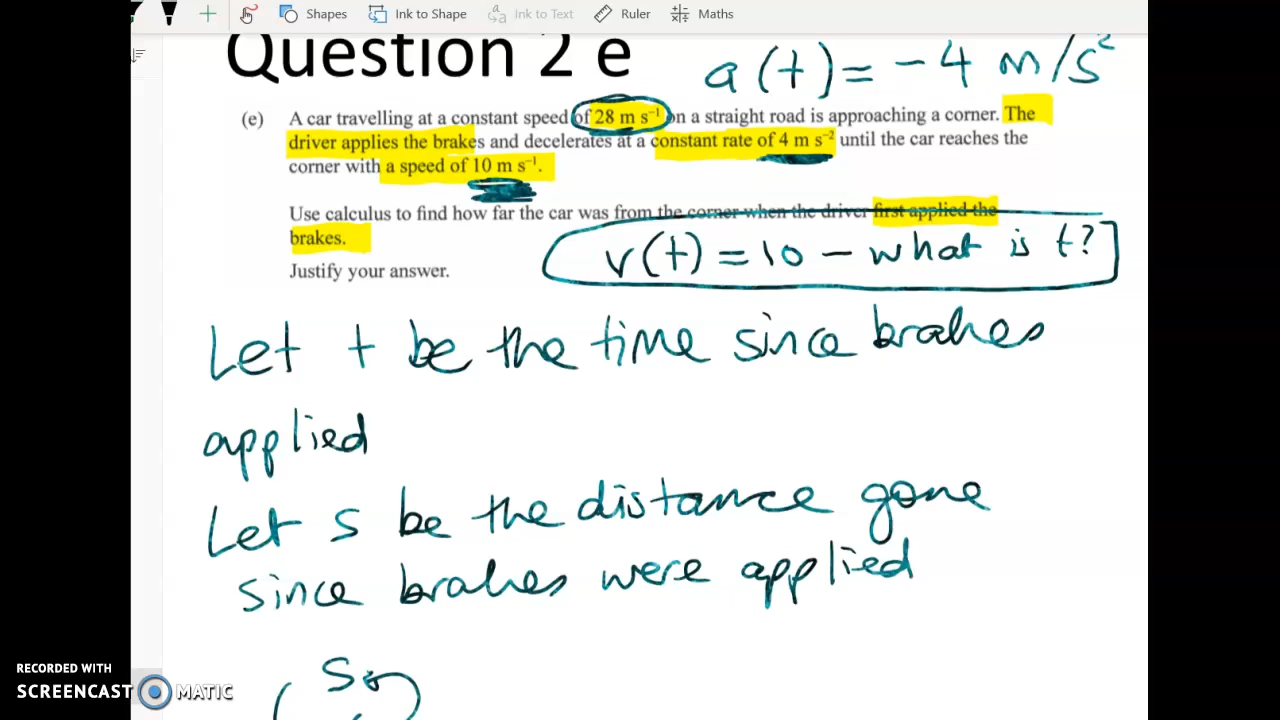 Shapes Ink to Shape Ink to Text Ruler Maths
Question 2 e
a(t) = -4 m/s²
(e) A car travelling at a constant speed of 28 m s⁻¹ on a straight road is approaching a corner. The
driver applies the brakes and decelerates at a constant rate of 4 m s⁻² until the car reaches the
corner with a speed of 10 m s⁻¹.
Use calculus to find how far the car was from the corner when the driver first applied the
brakes.
v(t) = 10 - what is t?
Justify your answer.
Let t be the time since brakes
applied
Let s be the distance gone
since brakes were applied
RECORDED WITH
SCREENCAST MATIC